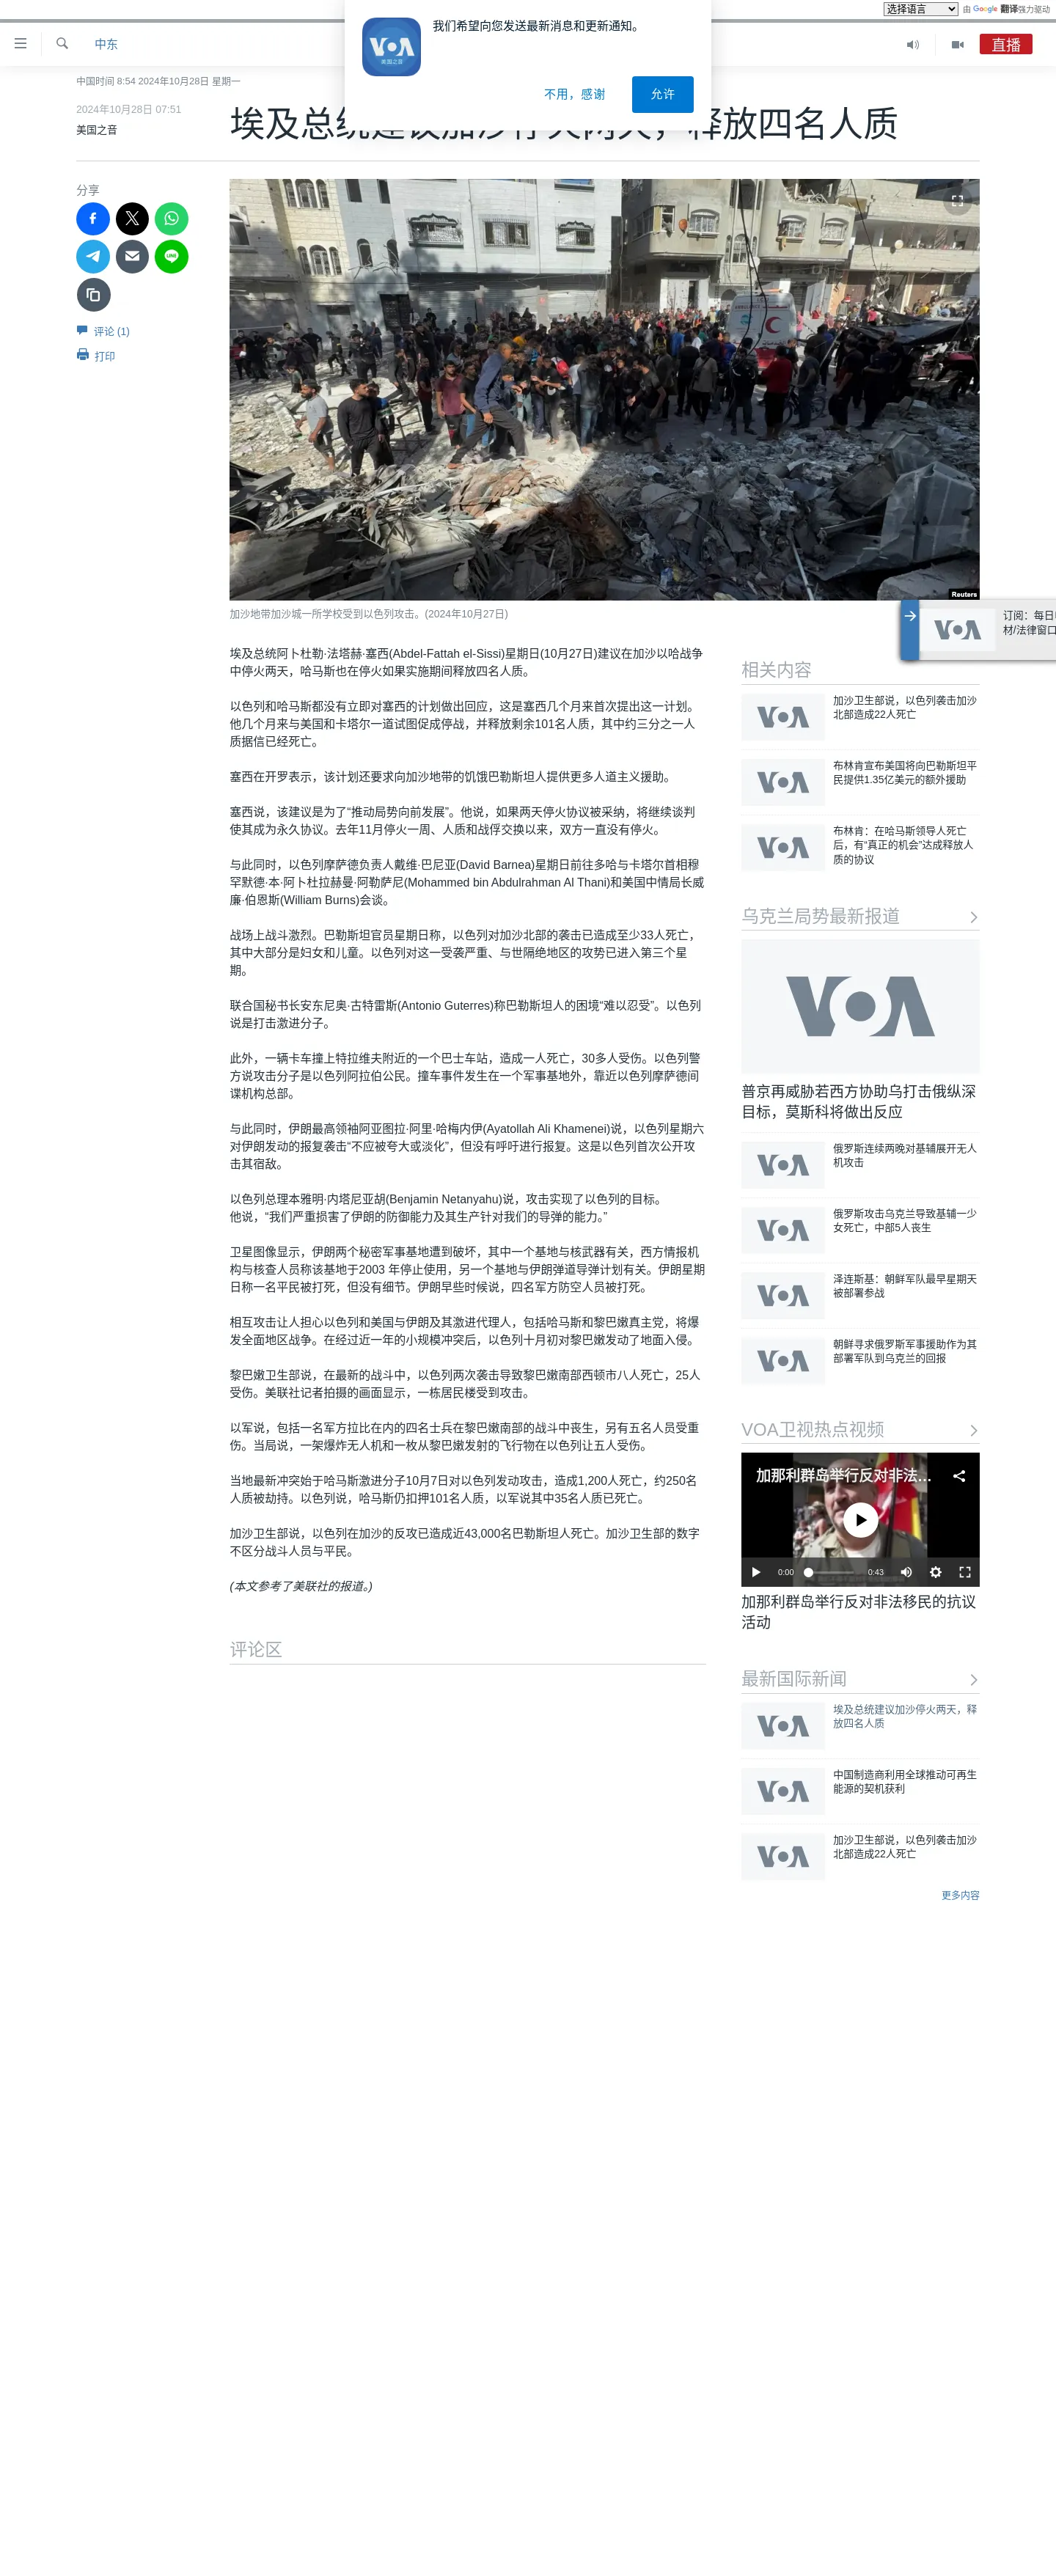 选择语言
由 Google 翻译强力驱动
我们希望向您发送最新消息和更新通知。
VOA
美国之音
不用，感谢
允许
中东
直播
中国时间 8:54 2024年10月28日 星期一
2024年10月28日 07:51
美国之音
埃及总统建议加沙停火两天，释放四名人质
分享
评论 (1)
打印
Reuters
加沙地带加沙城一所学校受到以色列攻击。(2024年10月27日)
埃及总统阿卜杜勒·法塔赫·塞西(Abdel-Fattah el-Sissi)星期日(10月27日)建议在加沙以哈战争
中停火两天，哈马斯也在停火如果实施期间释放四名人质。
以色列和哈马斯都没有立即对塞西的计划做出回应，这是塞西几个月来首次提出这一计划。
他几个月来与美国和卡塔尔一道试图促成停战，并释放剩余101名人质，其中约三分之一人
质据信已经死亡。
塞西在开罗表示，该计划还要求向加沙地带的饥饿巴勒斯坦人提供更多人道主义援助。
塞西说，该建议是为了“推动局势向前发展”。他说，如果两天停火协议被采纳，将继续谈判
使其成为永久协议。去年11月停火一周、人质和战俘交换以来，双方一直没有停火。
与此同时，以色列摩萨德负责人戴维·巴尼亚(David Barnea)星期日前往多哈与卡塔尔首相穆
罕默德·本·阿卜杜拉赫曼·阿勒萨尼(Mohammed bin Abdulrahman Al Thani)和美国中情局长威
廉·伯恩斯(William Burns)会谈。
战场上战斗激烈。巴勒斯坦官员星期日称，以色列对加沙北部的袭击已造成至少33人死亡，
其中大部分是妇女和儿童。以色列对这一受袭严重、与世隔绝地区的攻势已进入第三个星
期。
联合国秘书长安东尼奥·古特雷斯(Antonio Guterres)称巴勒斯坦人的困境“难以忍受”。以色列
说是打击激进分子。
此外，一辆卡车撞上特拉维夫附近的一个巴士车站，造成一人死亡，30多人受伤。以色列警
方说攻击分子是以色列阿拉伯公民。撞车事件发生在一个军事基地外，靠近以色列摩萨德间
谍机构总部。
与此同时，伊朗最高领袖阿亚图拉·阿里·哈梅内伊(Ayatollah Ali Khamenei)说，以色列星期六
对伊朗发动的报复袭击“不应被夸大或淡化”，但没有呼吁进行报复。这是以色列首次公开攻
击其宿敌。
以色列总理本雅明·内塔尼亚胡(Benjamin Netanyahu)说，攻击实现了以色列的目标。
他说，“我们严重损害了伊朗的防御能力及其生产针对我们的导弹的能力。”
卫星图像显示，伊朗两个秘密军事基地遭到破坏，其中一个基地与核武器有关，西方情报机
构与核查人员称该基地于2003 年停止使用，另一个基地与伊朗弹道导弹计划有关。伊朗星期
日称一名平民被打死，但没有细节。伊朗早些时候说，四名军方防空人员被打死。
相互攻击让人担心以色列和美国与伊朗及其激进代理人，包括哈马斯和黎巴嫩真主党，将爆
发全面地区战争。在经过近一年的小规模冲突后，以色列十月初对黎巴嫩发动了地面入侵。
黎巴嫩卫生部说，在最新的战斗中，以色列两次袭击导致黎巴嫩南部西顿市八人死亡，25人
受伤。美联社记者拍摄的画面显示，一栋居民楼受到攻击。
以军说，包括一名军方拉比在内的四名士兵在黎巴嫩南部的战斗中丧生，另有五名人员受重
伤。当局说，一架爆炸无人机和一枚从黎巴嫩发射的飞行物在以色列让五人受伤。
当地最新冲突始于哈马斯激进分子10月7日对以色列发动攻击，造成1,200人死亡，约250名
人质被劫持。以色列说，哈马斯仍扣押101名人质，以军说其中35名人质已死亡。
加沙卫生部说，以色列在加沙的反攻已造成近43,000名巴勒斯坦人死亡。加沙卫生部的数字
不区分战斗人员与平民。
(本文参考了美联社的报道。)
评论区
VOA
订阅：每日
材/法律窗口
相关内容
VOA
加沙卫生部说，以色列袭击加沙
北部造成22人死亡
VOA
布林肯宣布美国将向巴勒斯坦平
民提供1.35亿美元的额外援助
VOA
布林肯：在哈马斯领导人死亡
后，有“真正的机会”达成释放人
质的协议
乌克兰局势最新报道
VOA
普京再威胁若西方协助乌打击俄纵深
目标，莫斯科将做出反应
VOA
俄罗斯连续两晚对基辅展开无人
机攻击
VOA
俄罗斯攻击乌克兰导致基辅一少
女死亡，中部5人丧生
VOA
泽连斯基：朝鲜军队最早星期天
被部署参战
VOA
朝鲜寻求俄罗斯军事援助作为其
部署军队到乌克兰的回报
VOA卫视热点视频
加那利群岛举行反对非法...
0:00
0:43
加那利群岛举行反对非法移民的抗议
活动
最新国际新闻
VOA
埃及总统建议加沙停火两天，释
放四名人质
VOA
中国制造商利用全球推动可再生
能源的契机获利
VOA
加沙卫生部说，以色列袭击加沙
北部造成22人死亡
更多内容